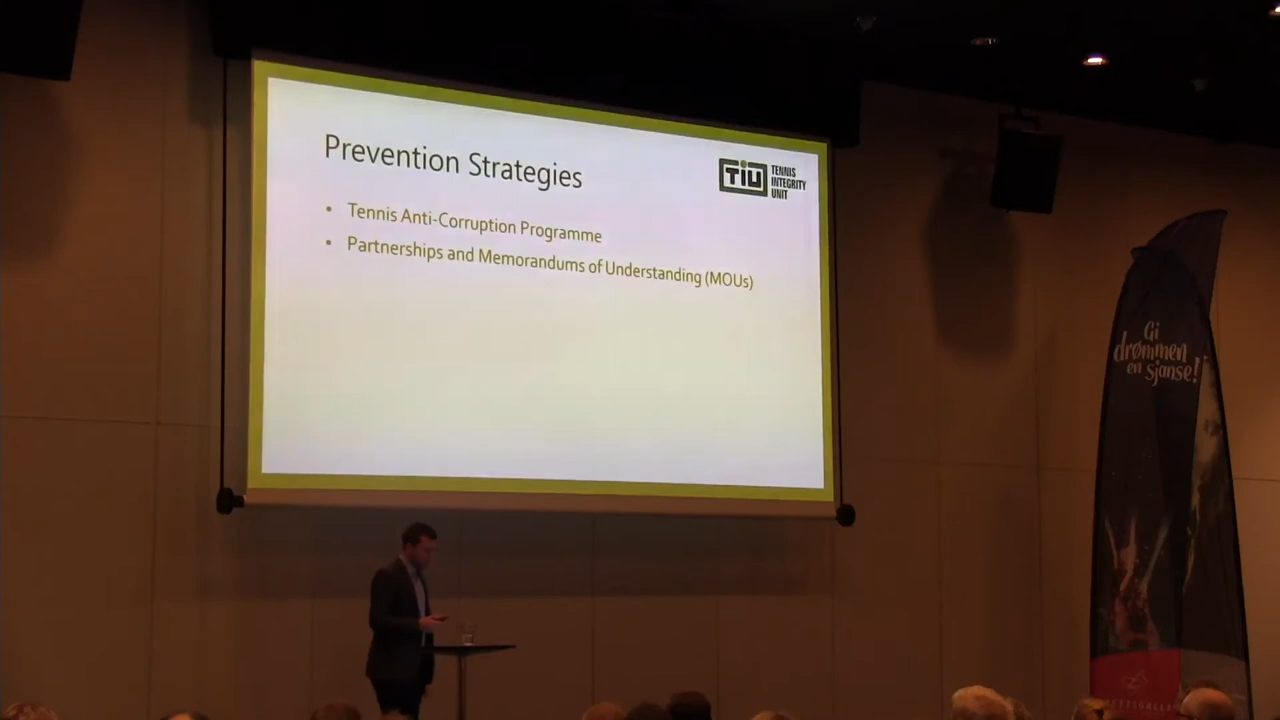 Prevention Strategies
TIU TENNIS
INTEGRITY
UNIT
• Tennis Anti-Corruption Programme
• Partnerships and Memorandums of Understanding (MOUs)
Gi
drømmen
en sjanse!